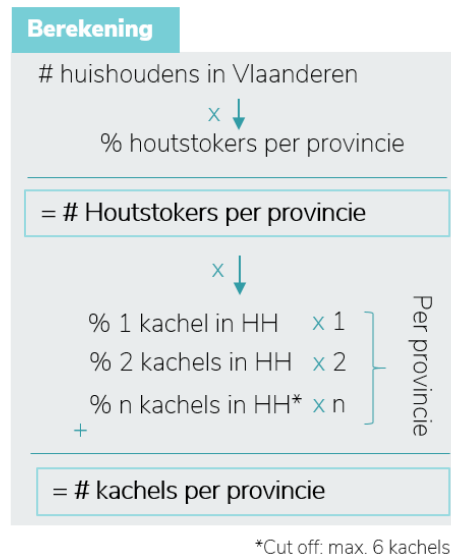 Berekening
# huishoudens in Vlaanderen
x
% houtstokers per provincie
= # Houtstokers per provincie
x
% 1 kachel in HH x 1
% 2 kachels in HH x 2
% n kachels in HH* x n
+
Per provincie
= # kachels per provincie
*Cut off: max. 6 kachels